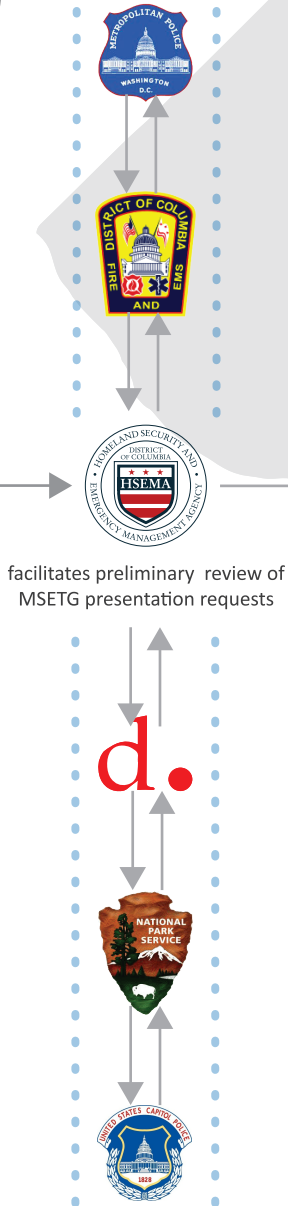 METROPOLITAN POLICE
WASHINGTON
D.C.
DISTRICT OF COLUMBIA
FIRE AND EMS
HOMELAND SECURITY AND
DISTRICT
OF COLUMBIA
HSEMA
EMERGENCY MANAGEMENT AGENCY
facilitates preliminary review of
MSETG presentation requests
d.
NATIONAL
PARK
SERVICE
UNITED STATES CAPITOL POLICE
1828